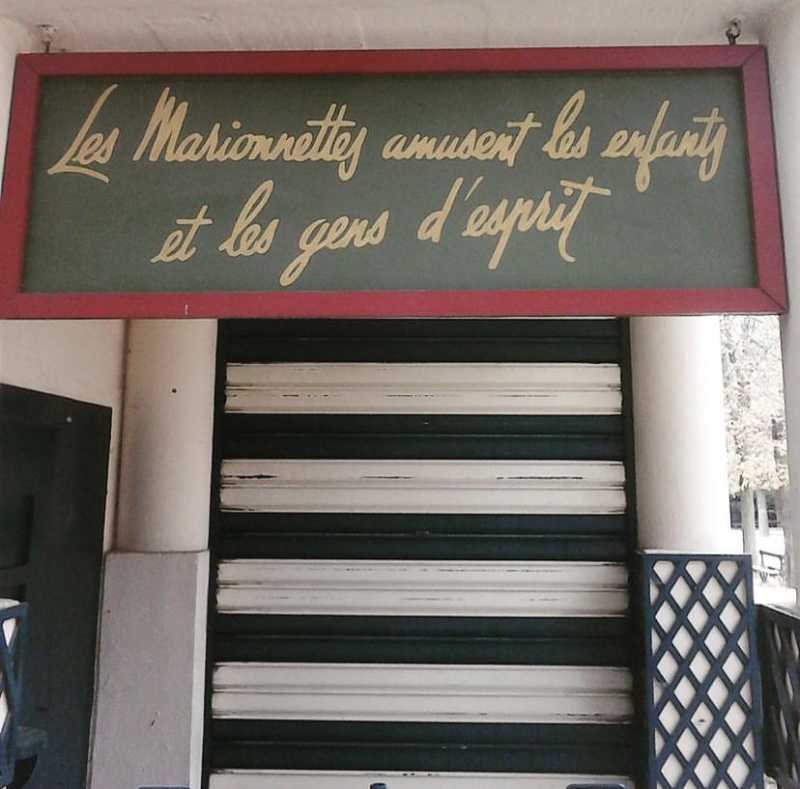 Les Marionnettes amusent les enfants
et les gens d'esprit